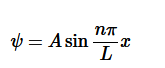 ψ = A sin nπ/L x